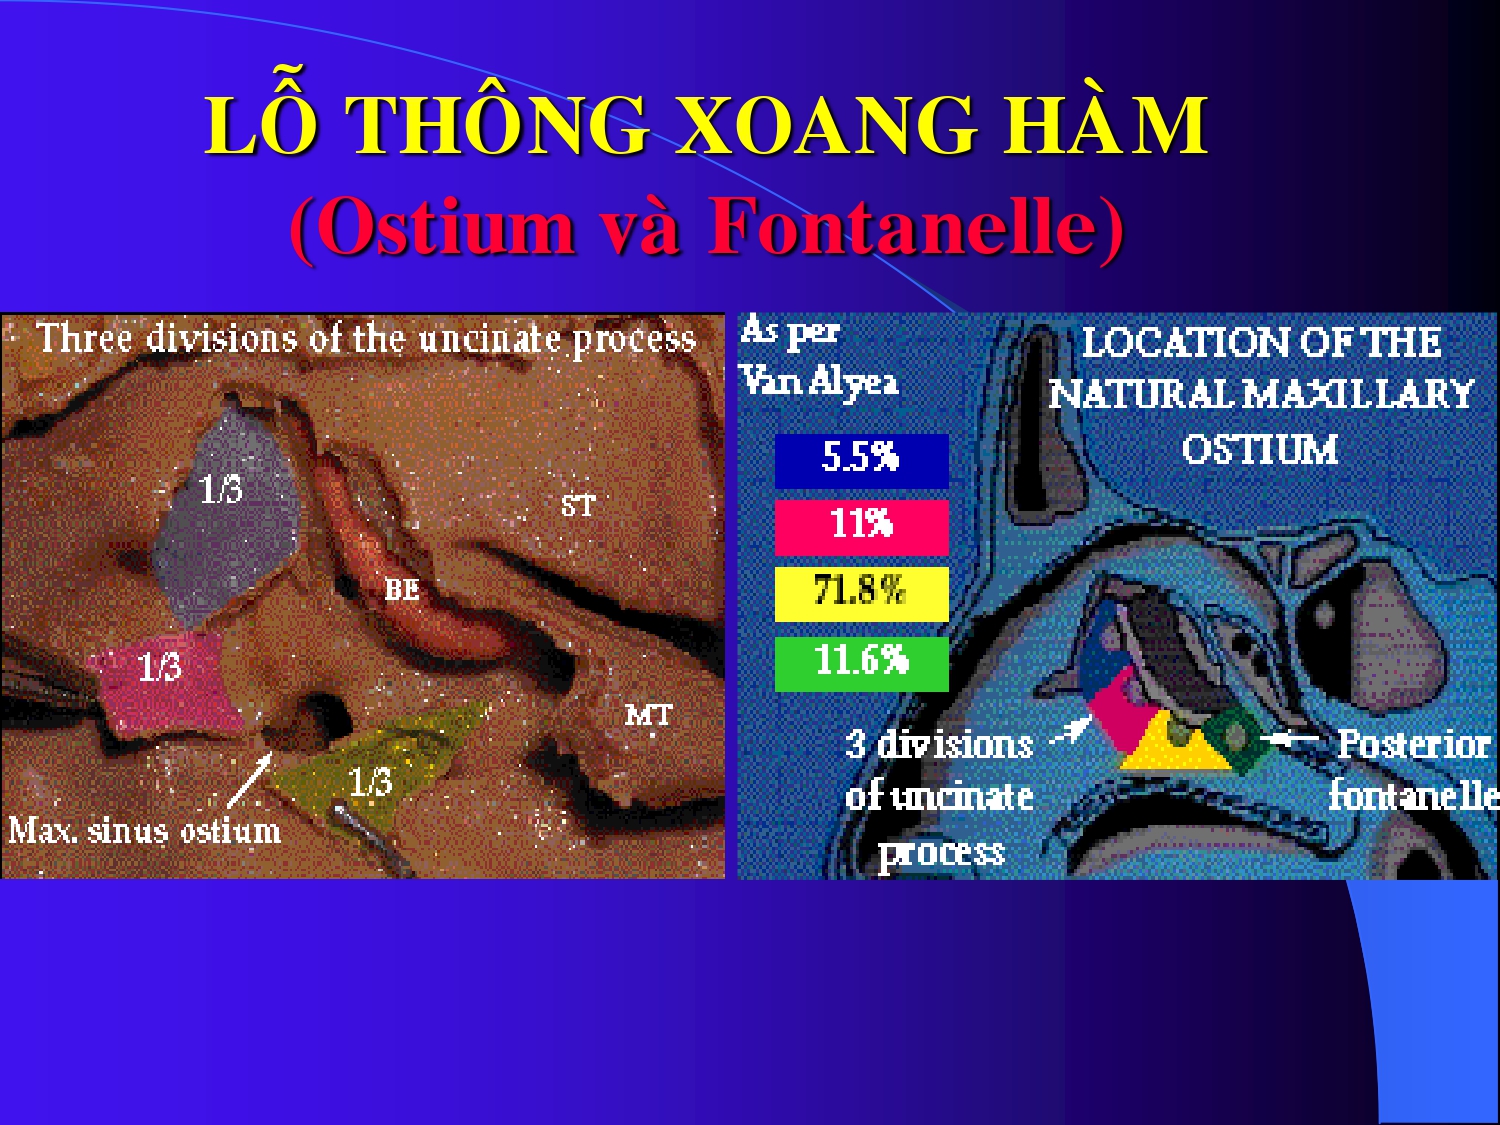 LỖ THÔNG XOANG HÀM
(Ostium và Fontanelle)
Three divisions of the uncinate process
1/3
ST
BE
1/3
MT
1/3
Max. sinus ostium
As per
Van Alyea
LOCATION OF THE
NATURAL MAXILLARY
OSTIUM
5.5%
11%
71.8%
11.6%
3 divisions
of uncinate
process
Posterior
fontanelle